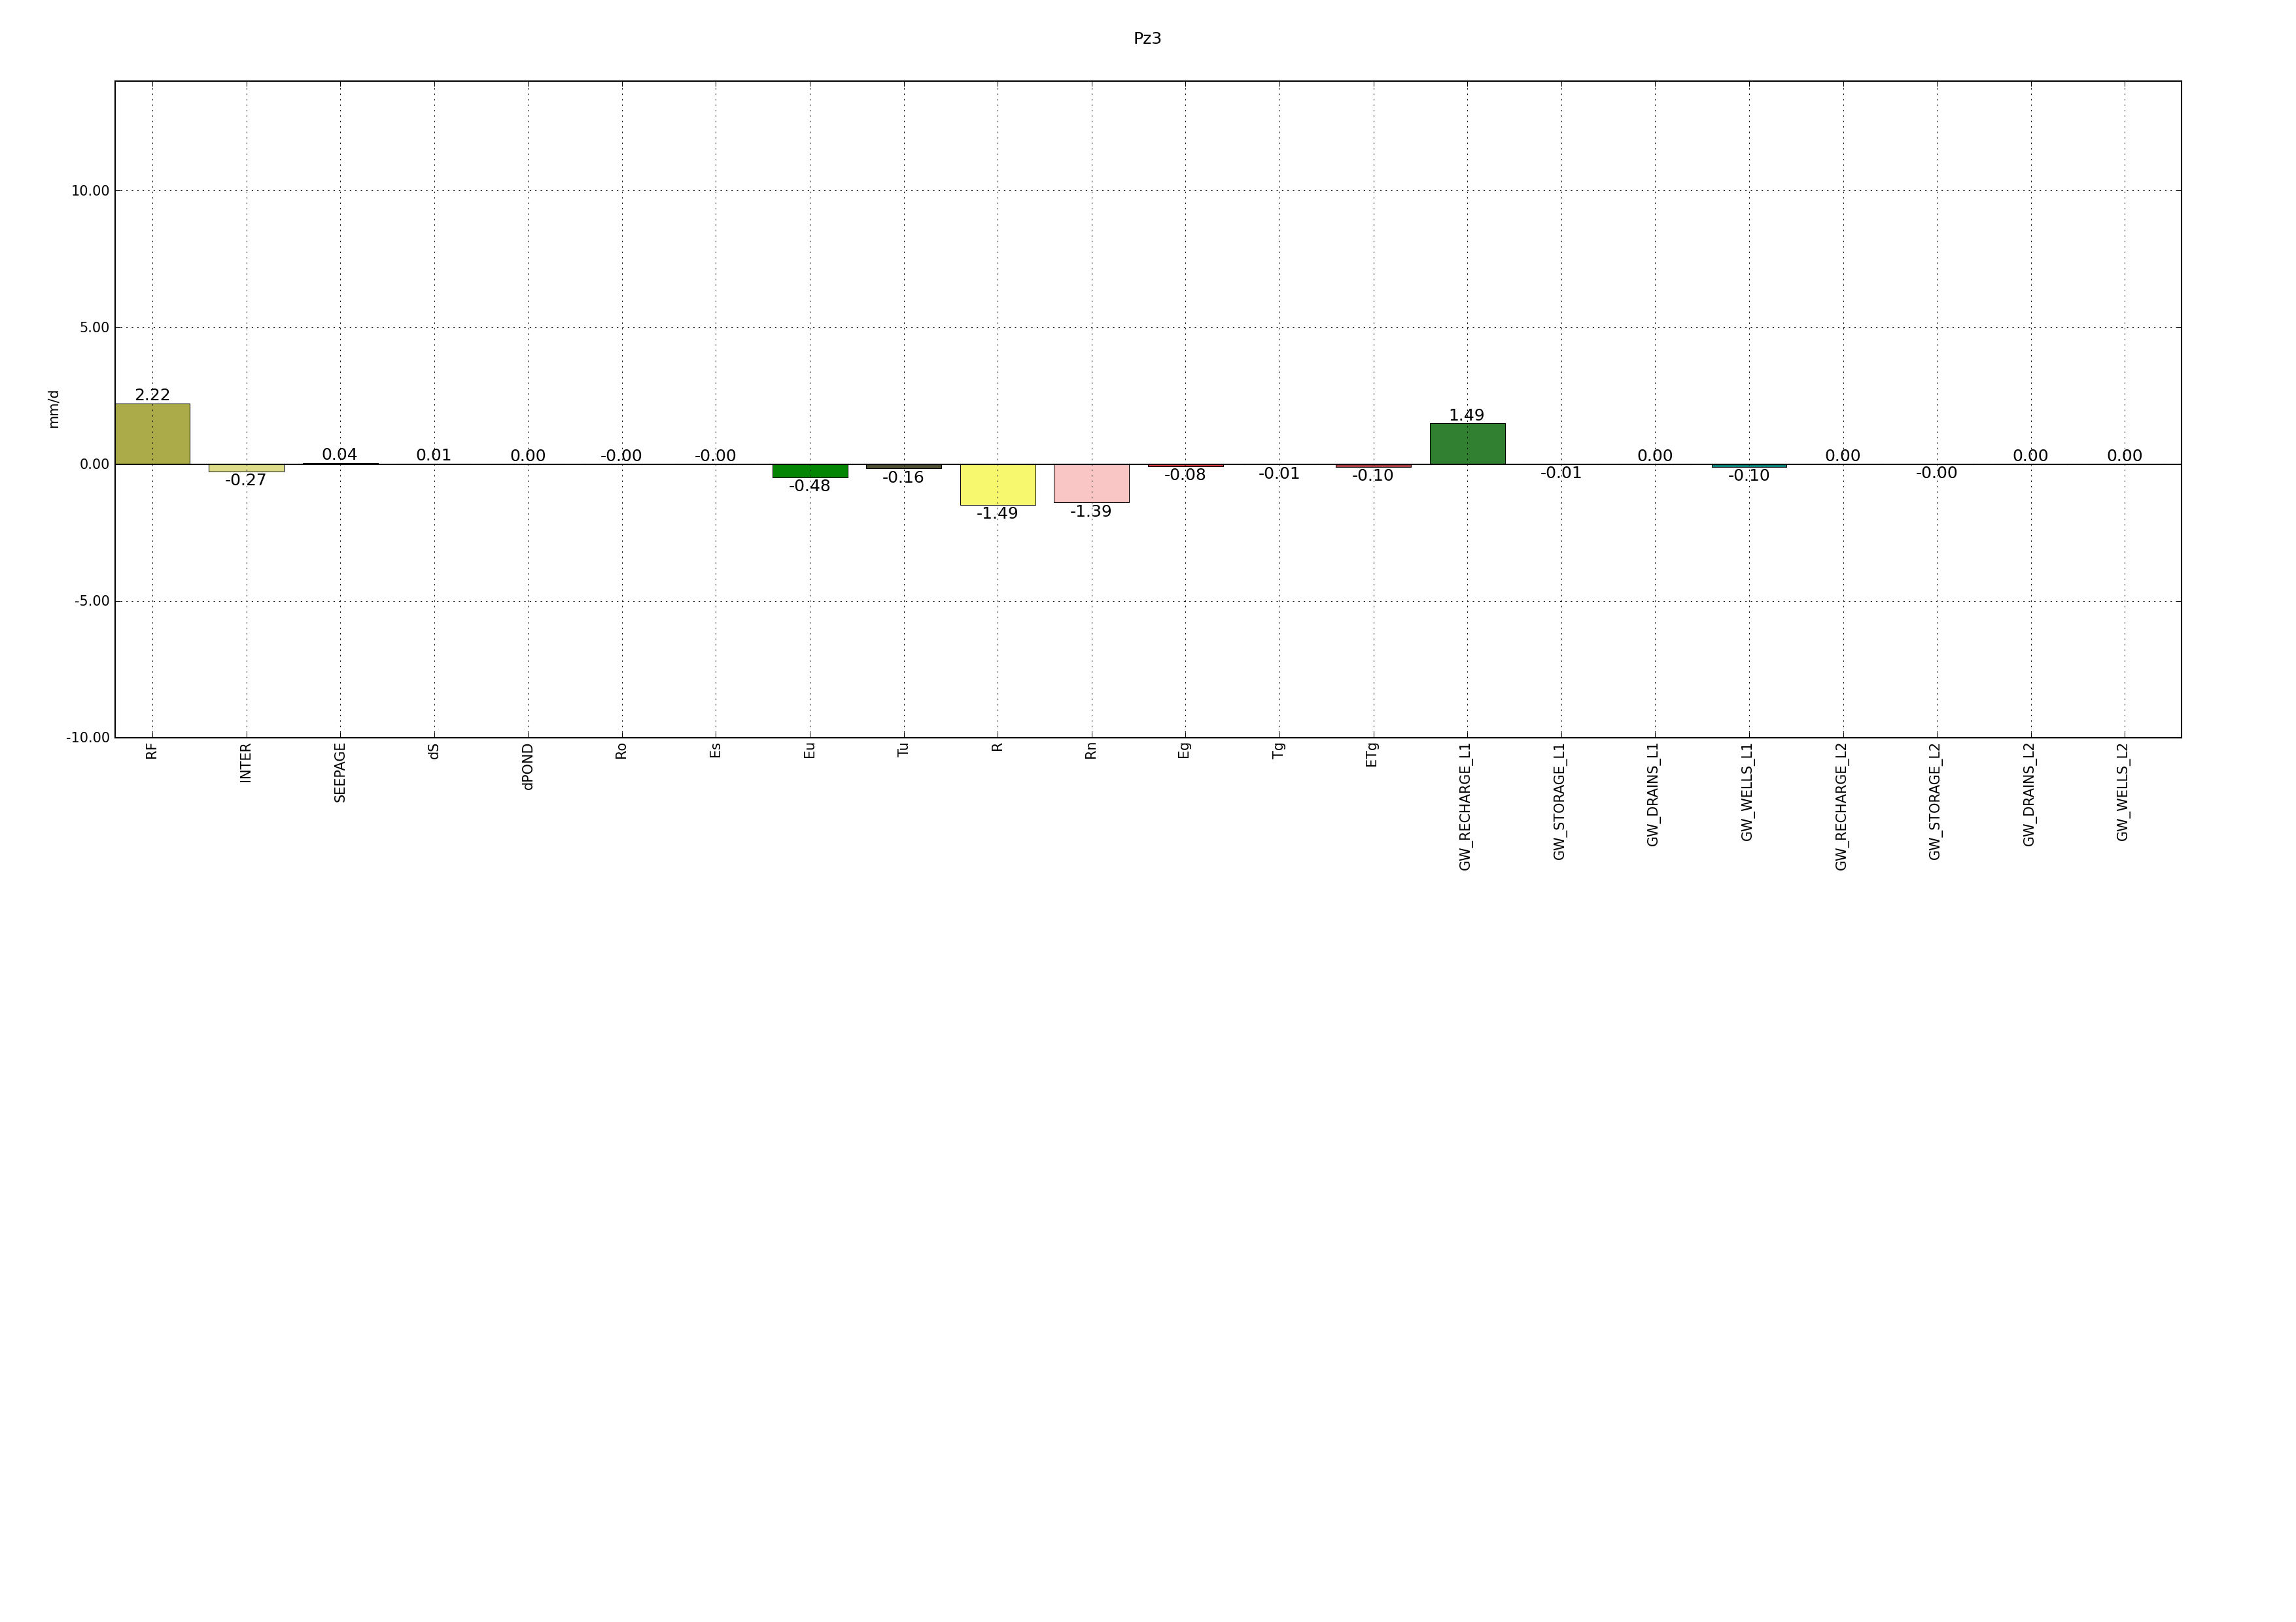 Pz3
10.00
5.00
0.00
-5.00
-10.00
mm/d
2.22
-0.27
0.04
0.01
0.00
-0.00
-0.00
-0.48
-0.16
-1.49
-1.39
-0.08
-0.01
-0.10
1.49
-0.01
0.00
-0.10
0.00
-0.00
0.00
0.00
RF
INTER
SEEPAGE
dS
dPOND
Ro
Es
Eu
Tu
R
Rn
Eg
Tg
ETg
GW_RECHARGE_L1
GW_STORAGE_L1
GW_DRAINS_L1
GW_WELLS_L1
GW_RECHARGE_L2
GW_STORAGE_L2
GW_DRAINS_L2
GW_WELLS_L2